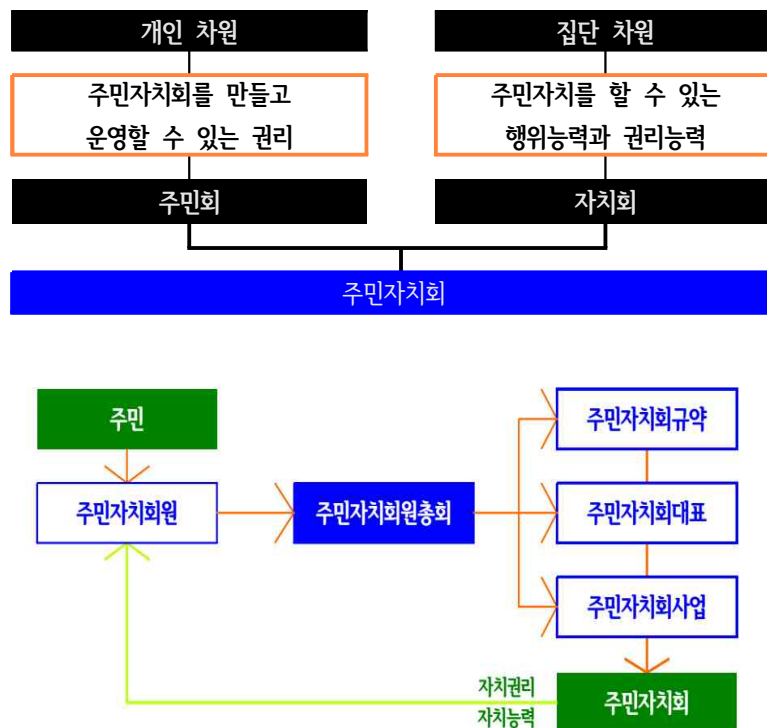 개인 차원
집단 차원
주민자치회를 만들고
운영할 수 있는 권리
주민자치를 할 수 있는
행위능력과 권리능력
주민회
자치회
주민자치회
주민
주민자치회규약
주민자치회원
주민자치회원총회
주민자치회대표
주민자치회사업
자치권리
자치능력
주민자치회